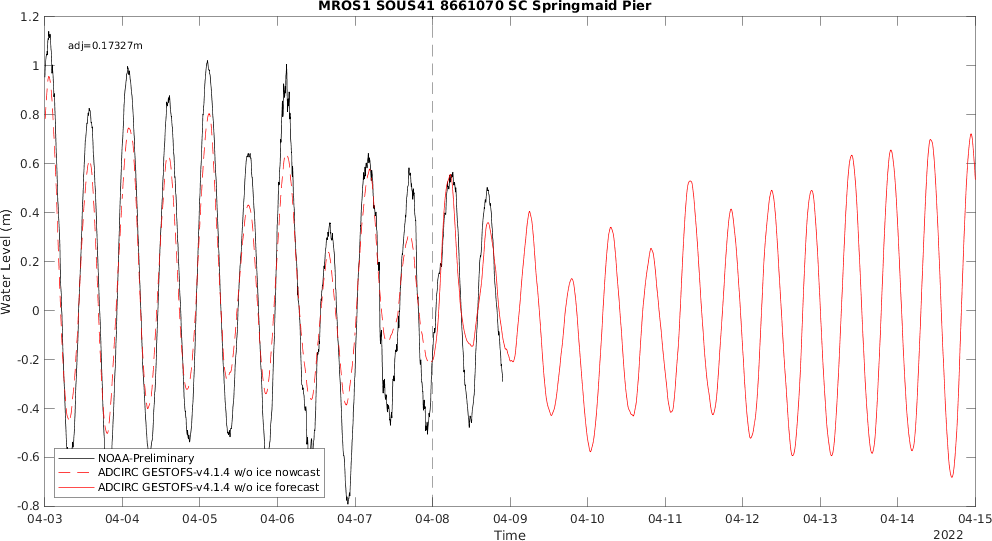 MROS1 SOUS41 8661070 SC Springmaid Pier
adj=0.17327m
Water Level (m)
1.2
1
0.8
0.6
0.4
0.2
0
-0.2
-0.4
-0.6
-0.8
NOAA-Preliminary
ADCIRC GESTOFS-v4.1.4 w/o ice nowcast
ADCIRC GESTOFS-v4.1.4 w/o ice forecast
04-03 04-04 04-05 04-06 04-07 04-08 04-09 04-10 04-11 04-12 04-13 04-14 04-15
Time
2022